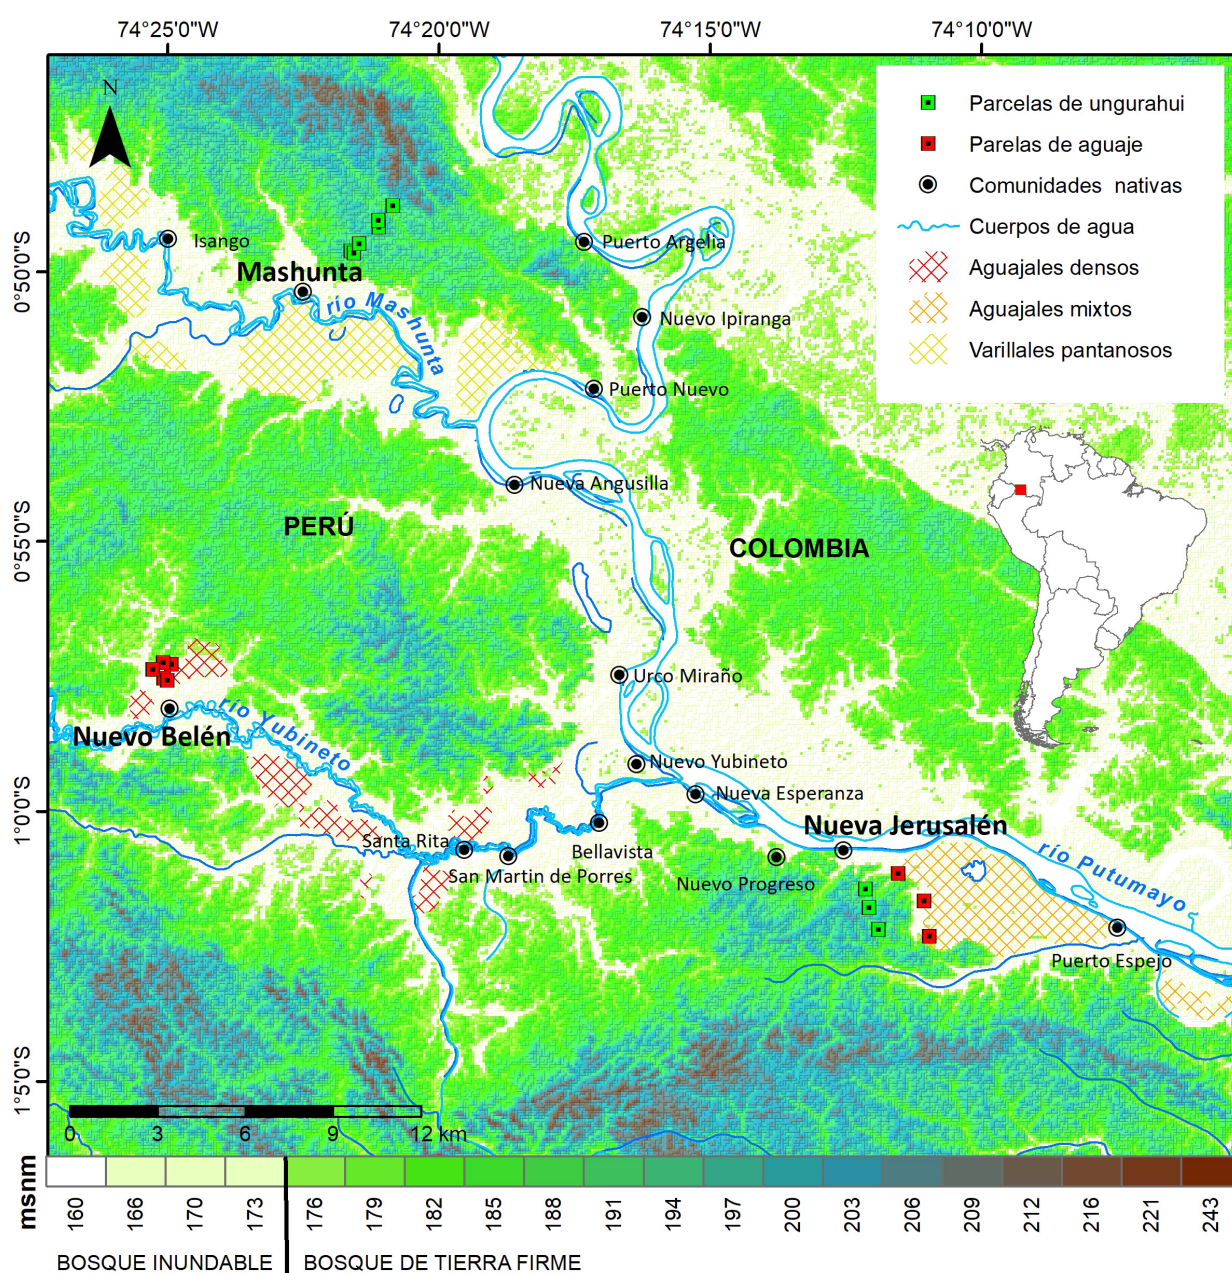 74°25'0"W
74°20'0"W
74°15'0"W
74°10'0"W
N
Parcelas de ungurahui
Parelas de aguaje
Comunidades nativas
Cuerpos de agua
Aguajales densos
Aguajales mixtos
Varillales pantanosos
0°50'0"S
0°55'0"S
1°0'0"S
1°5'0"S
Isango
Mashunta
río Mashunta
Puerto Argelia
Nuevo Ipiranga
Puerto Nuevo
Nueva Angusilla
PERÚ
COLOMBIA
Urco Miraño
Nuevo Belén
río Yubineto
Nuevo Yubineto
Nueva Esperanza
Nueva Jerusalén
Santa Rita
Bellavista
San Martin de Porres
Nuevo Progreso
río Putumayo
Puerto Espejo
0 3 6 9 12 km
msnm
160 166 170 173 176 179 182 185 188 191 194 197 200 203 206 209 212 216 221 243
BOSQUE INUNDABLE
BOSQUE DE TIERRA FIRME